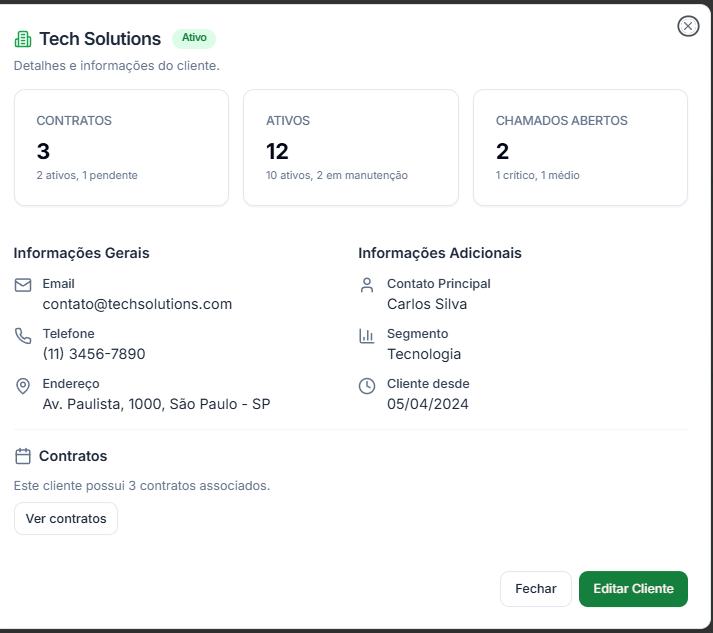 Tech Solutions Ativo
Detalhes e informações do cliente.
CONTRATOS
3
2 ativos, 1 pendente
ATIVOS
12
10 ativos, 2 em manutenção
CHAMADOS ABERTOS
2
1 crítico, 1 médio
Informações Gerais
Email
contato@techsolutions.com
Telefone
(11) 3456-7890
Endereço
Av. Paulista, 1000, São Paulo - SP
Informações Adicionais
Contato Principal
Carlos Silva
Segmento
Tecnologia
Cliente desde
05/04/2024
Contratos
Este cliente possui 3 contratos associados.
Ver contratos
Fechar
Editar Cliente